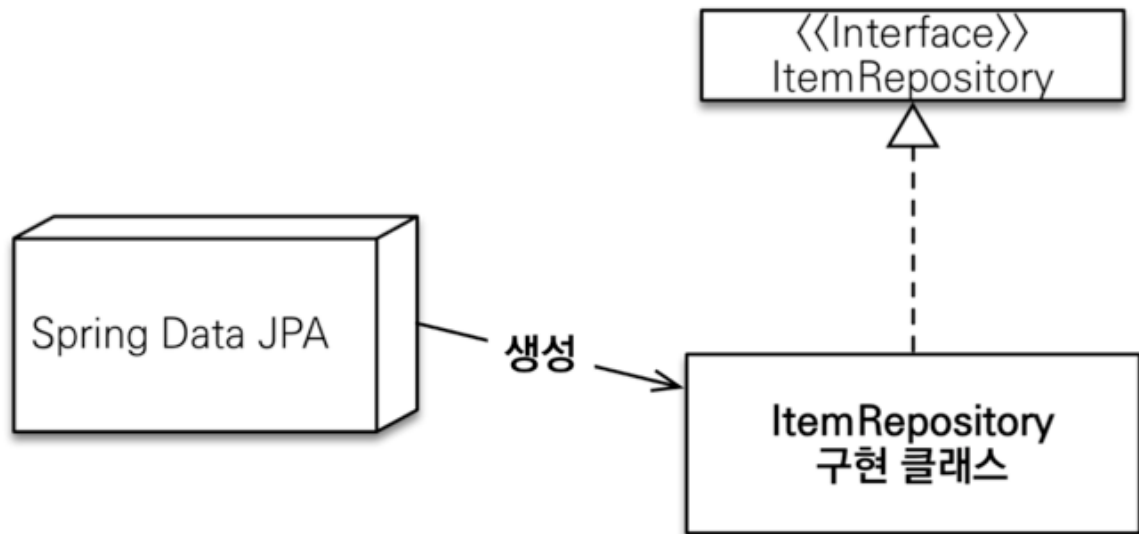 《Interface》
ItemRepository
Spring Data JPA
생성
ItemRepository
구현 클래스